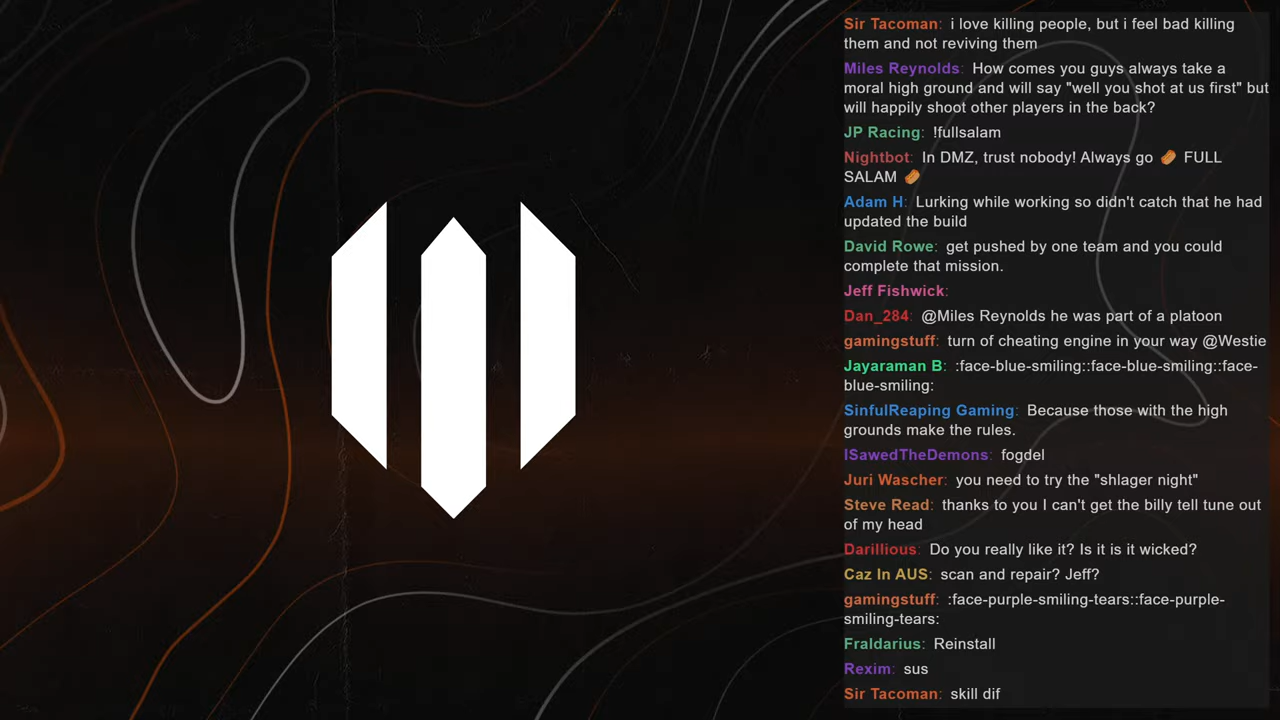 Sir Tacoman: i love killing people, but i feel bad killing
them and not reviving them
Miles Reynolds: How comes you guys always take a
moral high ground and will say "well you shot at us first" but
will happily shoot other players in the back?
JP Racing: !fullsalam
Nightbot: In DMZ, trust nobody! Always go 🥪 FULL
SALAM 🥪
Adam H: Lurking while working so didn't catch that he had
updated the build
David Rowe: get pushed by one team and you could
complete that mission.
Jeff Fishwick:
Dan_284: @Miles Reynolds he was part of a platoon
gamingstuff: turn of cheating engine in your way @Westie
Jayaraman B: :face-blue-smiling::face-blue-smiling::face-
blue-smiling:
SinfulReaping Gaming: Because those with the high
grounds make the rules.
ISawedTheDemons: fogdel
Juri Wascher: you need to try the "shlager night"
Steve Read: thanks to you I can't get the billy tell tune out
of my head
Darillious: Do you really like it? Is it is it wicked?
Caz In AUS: scan and repair? Jeff?
gamingstuff: :face-purple-smiling-tears::face-purple-
smiling-tears:
Fraldarius: Reinstall
Rexim: sus
Sir Tacoman: skill dif